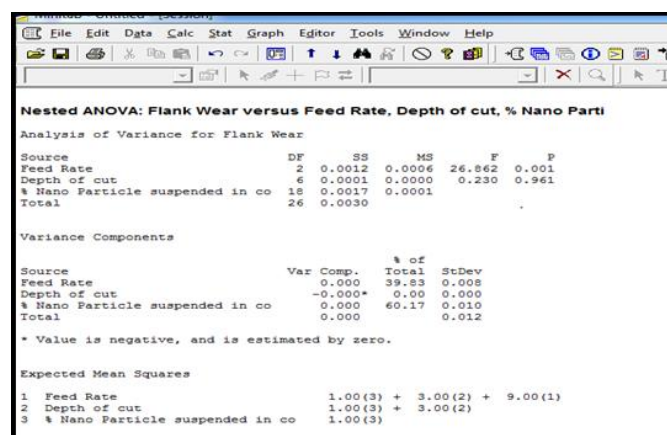 Minitab - Untitled - [Session]
File Edit Data Calc Stat Graph Editor Tools Window Help
Nested ANOVA: Flank Wear versus Feed Rate, Depth of cut, % Nano Parti
Analysis of Variance for Flank Wear
Source DF SS MS F P
Feed Rate 2 0.0012 0.0006 26.862 0.001
Depth of cut 6 0.0001 0.0000 0.230 0.961
% Nano Particle suspended in co 18 0.0017 0.0001
Total 26 0.0030
Variance Components
% of
Source Var Comp. Total StDev
Feed Rate 0.000 39.83 0.008
Depth of cut -0.000* 0.00 0.000
% Nano Particle suspended in co 0.000 60.17 0.010
Total 0.000 0.012
* Value is negative, and is estimated by zero.
Expected Mean Squares
1 Feed Rate 1.00(3) + 3.00(2) + 9.00(1)
2 Depth of cut 1.00(3) + 3.00(2)
3 % Nano Particle suspended in co 1.00(3)